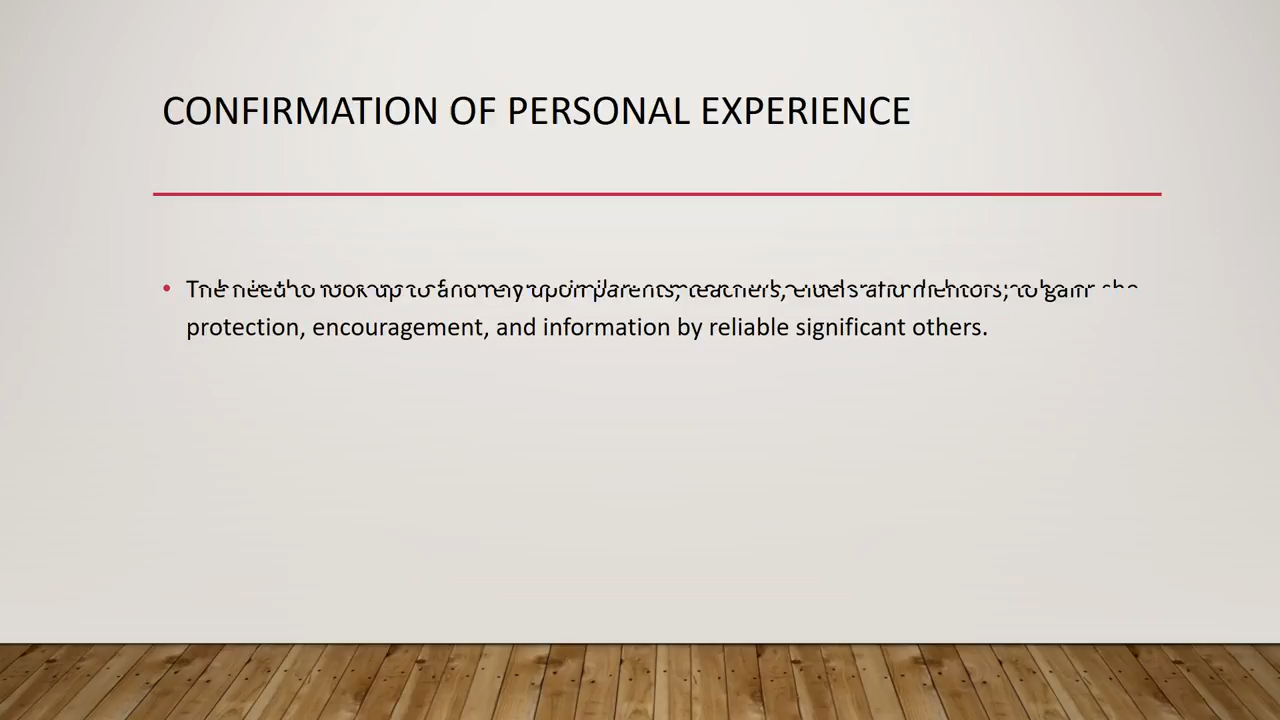 CONFIRMATION OF PERSONAL EXPERIENCE
• The need to look up to and rely upon parents, teachers, elders and mentors, to gain
protection, encouragement, and information by reliable significant others.